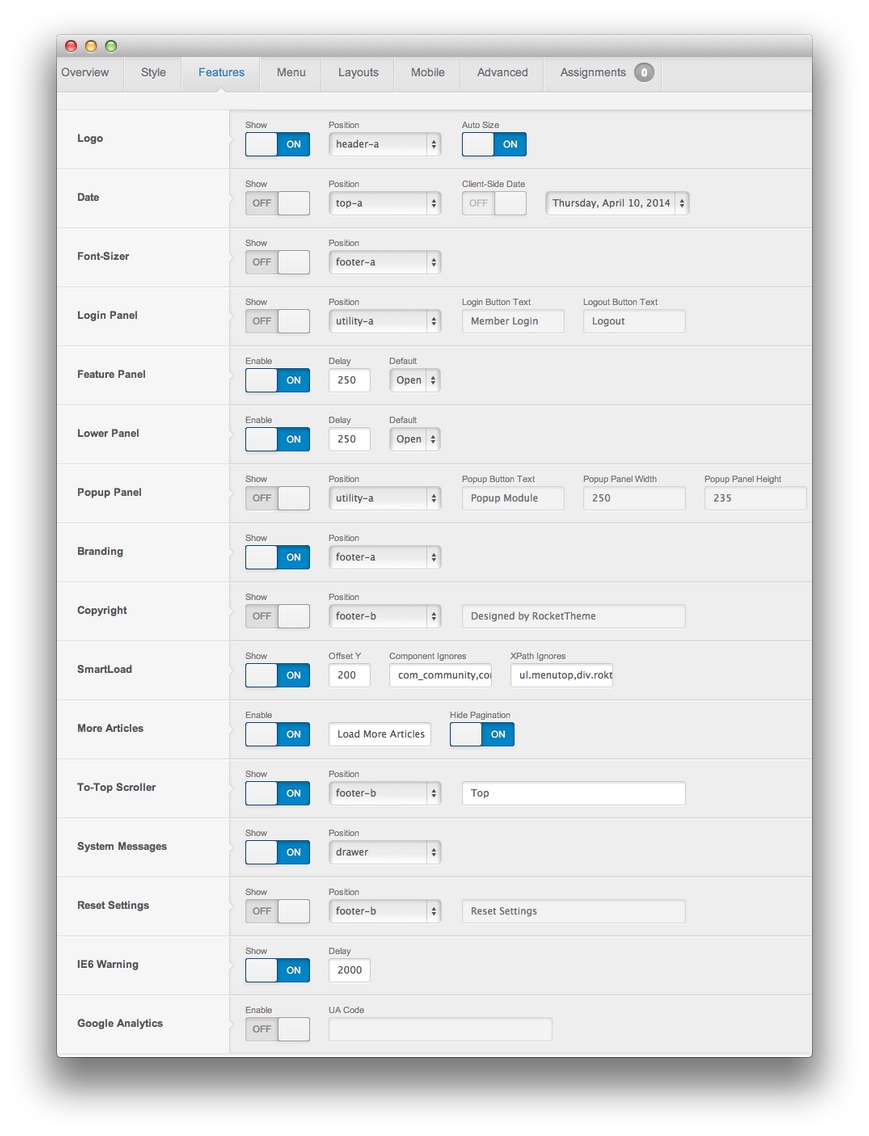 Overview Style Features Menu Layouts Mobile Advanced Assignments 0
Show Position Auto Size
Logo ON header-a ON
Show Position Client-Side Date
Date OFF top-a OFF Thursday, April 10, 2014
Show Position
Font-Sizer OFF footer-a
Show Position Login Button Text Logout Button Text
Login Panel OFF utility-a Member Login Logout
Enable Delay Default
Feature Panel ON 250 Open
Enable Delay Default
Lower Panel ON 250 Open
Show Position Popup Button Text Popup Panel Width Popup Panel Height
Popup Panel OFF utility-a Popup Module 250 235
Show Position
Branding ON footer-a
Show Position
Copyright OFF footer-b Designed by RocketTheme
Show Offset Y Component Ignores XPath Ignores
SmartLoad ON 200 com_community,co ul.menutop,div.rokt
Enable Hide Pagination
More Articles ON Load More Articles ON
Show Position
To-Top Scroller ON footer-b Top
Show Position
System Messages ON drawer
Show Position
Reset Settings OFF footer-b Reset Settings
Show Delay
IE6 Warning ON 2000
Enable UA Code
Google Analytics OFF